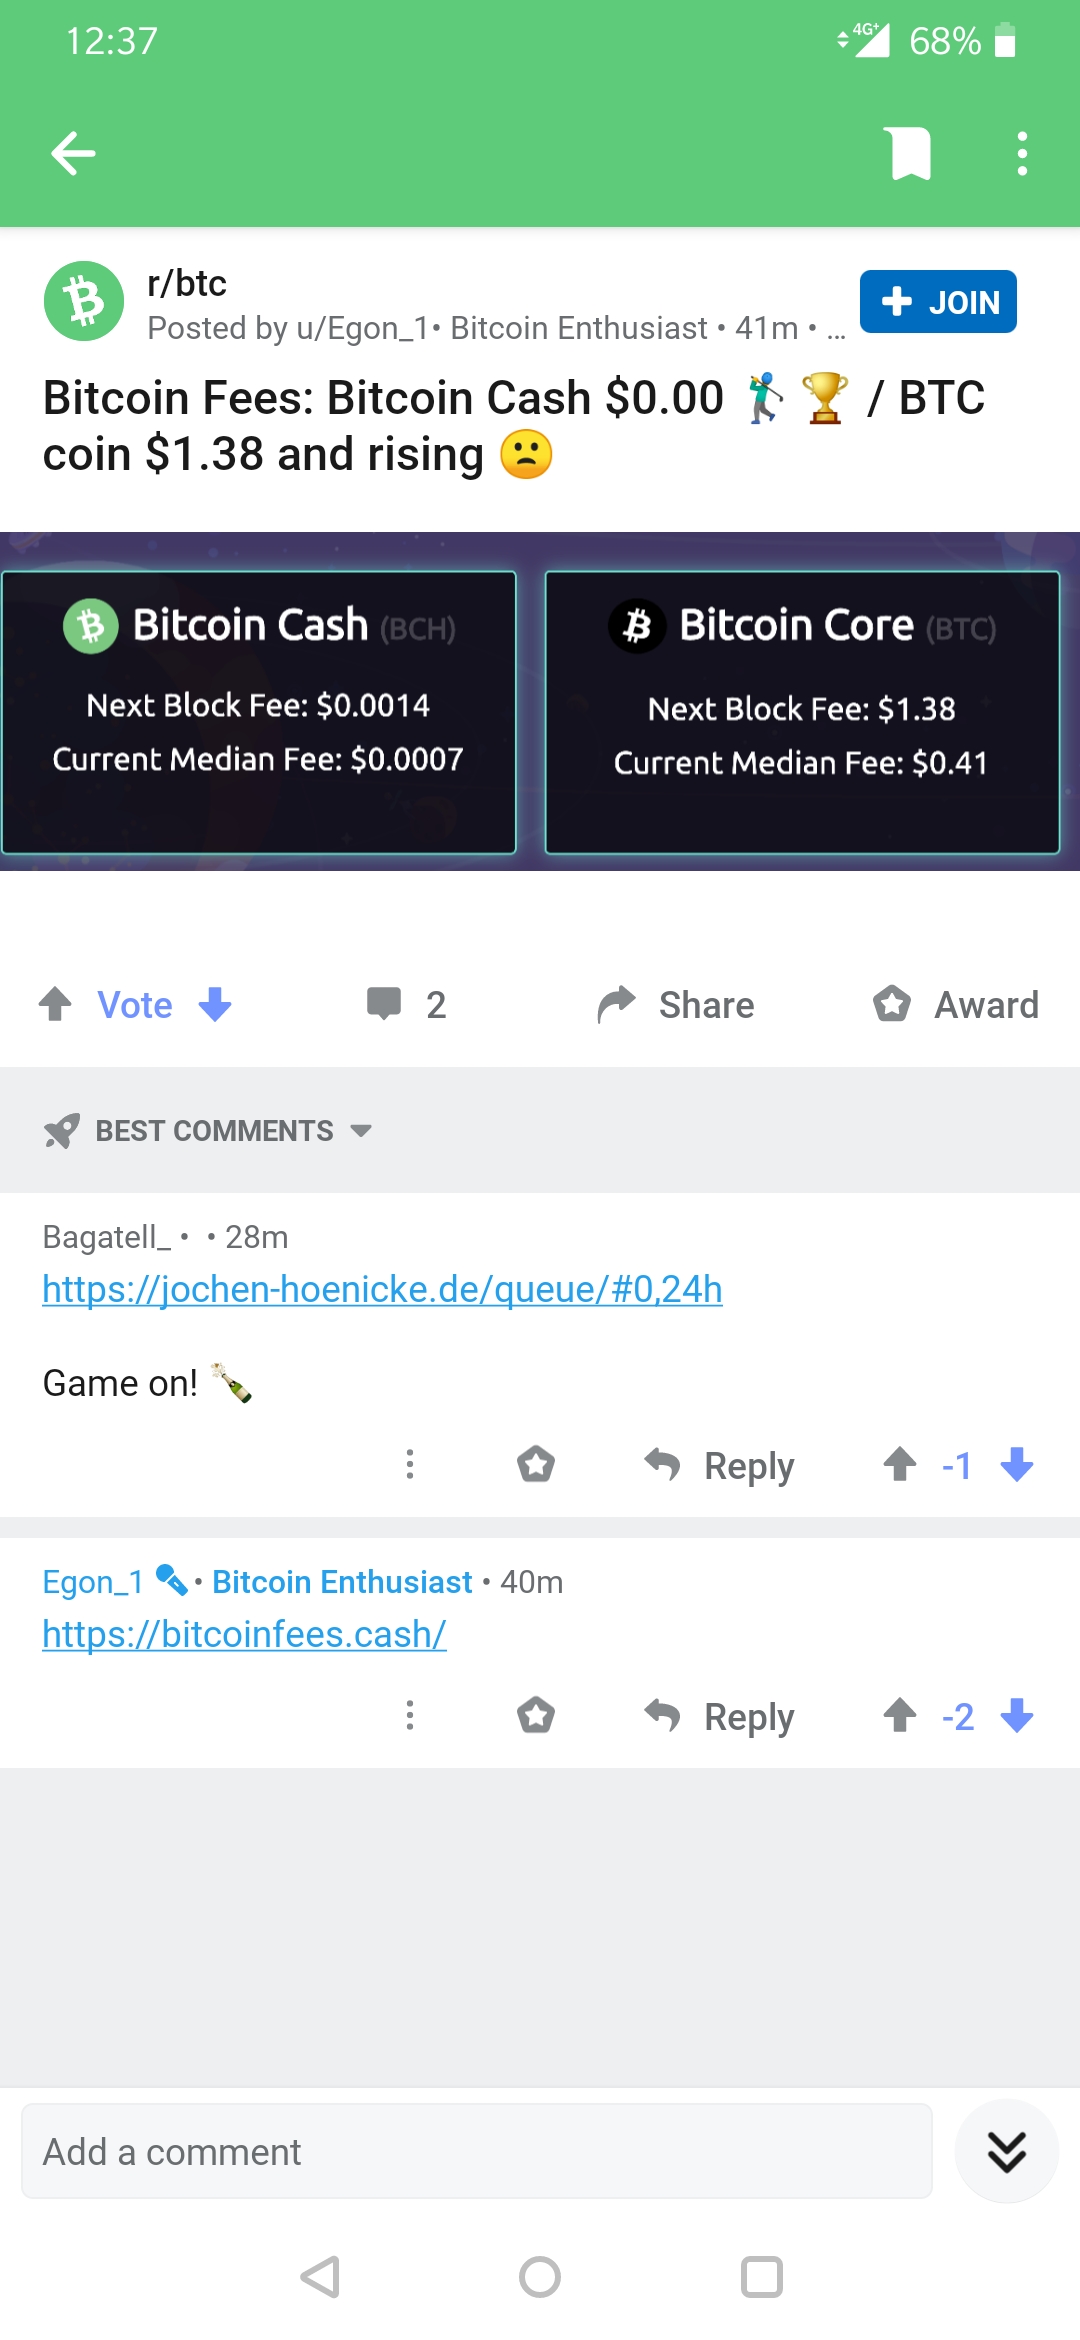 12:37
4G+ 68%
r/btc
Posted by u/Egon_1• Bitcoin Enthusiast • 41m • ...
+ JOIN
Bitcoin Fees: Bitcoin Cash $0.00 🏌️‍♂️ 🏆 / BTC
coin $1.38 and rising 🙁
Bitcoin Cash (BCH)
Next Block Fee: $0.0014
Current Median Fee: $0.0007
Bitcoin Core (BTC)
Next Block Fee: $1.38
Current Median Fee: $0.41
Vote 2 Share Award
BEST COMMENTS
Bagatell_ • • 28m
https://jochen-hoenicke.de/queue/#0,24h
Game on! 🍾
Reply -1
Egon_1 🎤• Bitcoin Enthusiast • 40m
https://bitcoinfees.cash/
Reply -2
Add a comment